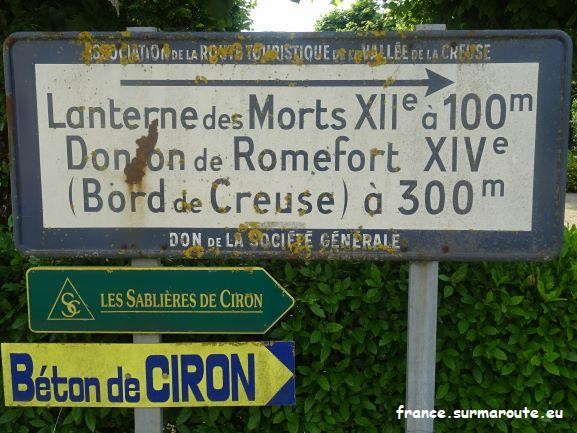 ASSOCIATION DE LA ROUTE TOURISTIQUE DE LA VALLÉE DE LA CREUSE
Lanterne des Morts XIIe à 100m
Donjon de Romefort XIVe
(Bord de Creuse) à 300m
DON DE LA SOCIÉTÉ GÉNÉRALE
SC LES SABLIÈRES DE CIRON
Béton de CIRON
france.surmaroute.eu